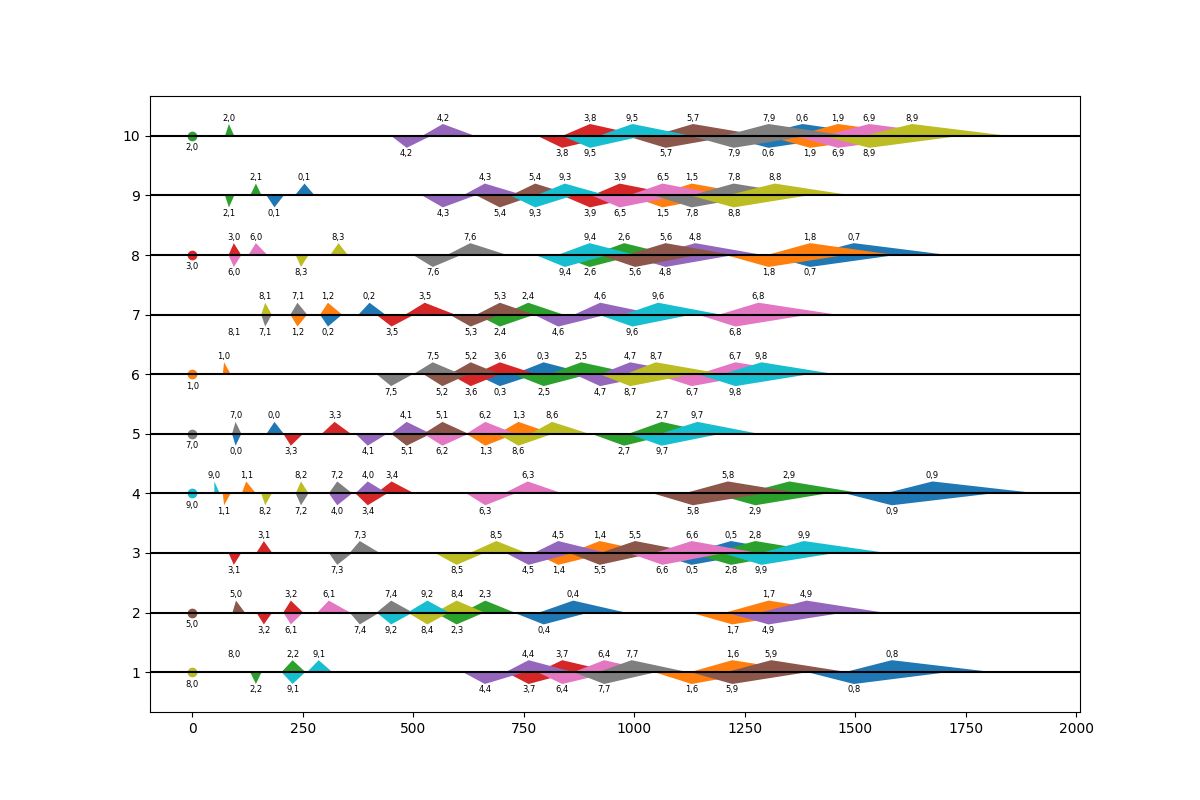 2,0 4,2 3,8 9,5 5,7 7,9 0,6 1,9 6,9 8,9
10
2,0 4,2 3,8 9,5 5,7 7,9 0,6 1,9 6,9 8,9
2,1 0,1 4,3 5,4 9,3 3,9 6,5 1,5 7,8 8,8
9
2,1 0,1 4,3 5,4 9,3 3,9 6,5 1,5 7,8 8,8
3,0 6,0 8,3 7,6 9,4 2,6 5,6 4,8 1,8 0,7
8
3,0 6,0 8,3 7,6 9,4 2,6 5,6 4,8 1,8 0,7
8,1 7,1 1,2 0,2 3,5 5,3 2,4 4,6 9,6 6,8
7
8,1 7,1 1,2 0,2 3,5 5,3 2,4 4,6 9,6 6,8
1,0 7,5 5,2 3,6 0,3 2,5 4,7 8,7 6,7 9,8
6
1,0 7,5 5,2 3,6 0,3 2,5 4,7 8,7 6,7 9,8
7,0 0,0 3,3 4,1 5,1 6,2 1,3 8,6 2,7 9,7
5
7,0 0,0 3,3 4,1 5,1 6,2 1,3 8,6 2,7 9,7
9,0 1,1 8,2 7,2 4,0 3,4 6,3 5,8 2,9 0,9
4
9,0 1,1 8,2 7,2 4,0 3,4 6,3 5,8 2,9 0,9
3,1 7,3 8,5 4,5 1,4 5,5 6,6 0,5 2,8 9,9
3
3,1 7,3 8,5 4,5 1,4 5,5 6,6 0,5 2,8 9,9
5,0 3,2 6,1 7,4 9,2 8,4 2,3 0,4 1,7 4,9
2
5,0 3,2 6,1 7,4 9,2 8,4 2,3 0,4 1,7 4,9
8,0 2,2 9,1 4,4 3,7 6,4 7,7 1,6 5,9 0,8
1
8,0 2,2 9,1 4,4 3,7 6,4 7,7 1,6 5,9 0,8
0 250 500 750 1000 1250 1500 1750 2000